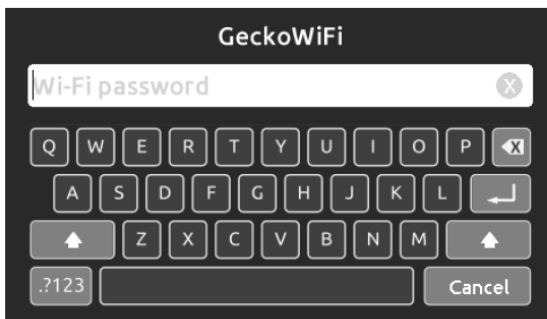 GeckoWiFi
Wi-Fi password
Q W E R T Y U I O P
A S D F G H J K L
Z X C V B N M
.?123 Cancel